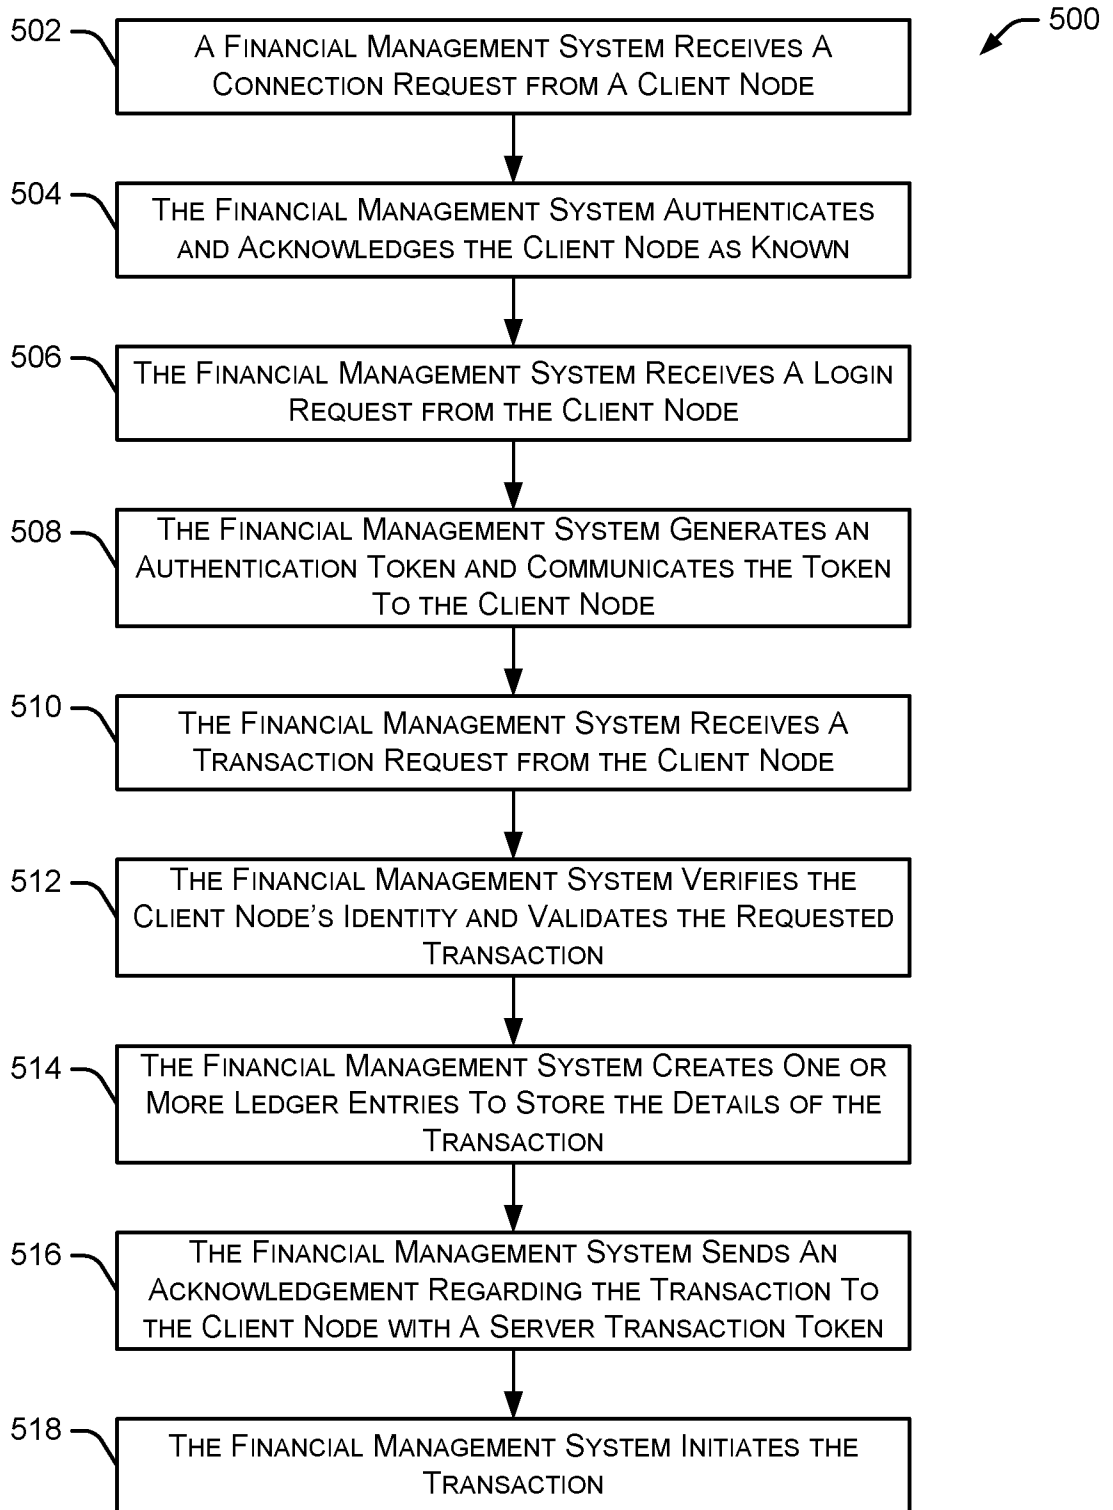 500
502
A FINANCIAL MANAGEMENT SYSTEM RECEIVES A
CONNECTION REQUEST FROM A CLIENT NODE
504
THE FINANCIAL MANAGEMENT SYSTEM AUTHENTICATES
AND ACKNOWLEDGES THE CLIENT NODE AS KNOWN
506
THE FINANCIAL MANAGEMENT SYSTEM RECEIVES A LOGIN
REQUEST FROM THE CLIENT NODE
508
THE FINANCIAL MANAGEMENT SYSTEM GENERATES AN
AUTHENTICATION TOKEN AND COMMUNICATES THE TOKEN
TO THE CLIENT NODE
510
THE FINANCIAL MANAGEMENT SYSTEM RECEIVES A
TRANSACTION REQUEST FROM THE CLIENT NODE
512
THE FINANCIAL MANAGEMENT SYSTEM VERIFIES THE
CLIENT NODE'S IDENTITY AND VALIDATES THE REQUESTED
TRANSACTION
514
THE FINANCIAL MANAGEMENT SYSTEM CREATES ONE OR
MORE LEDGER ENTRIES TO STORE THE DETAILS OF THE
TRANSACTION
516
THE FINANCIAL MANAGEMENT SYSTEM SENDS AN
ACKNOWLEDGEMENT REGARDING THE TRANSACTION TO
THE CLIENT NODE WITH A SERVER TRANSACTION TOKEN
518
THE FINANCIAL MANAGEMENT SYSTEM INITIATES THE
TRANSACTION